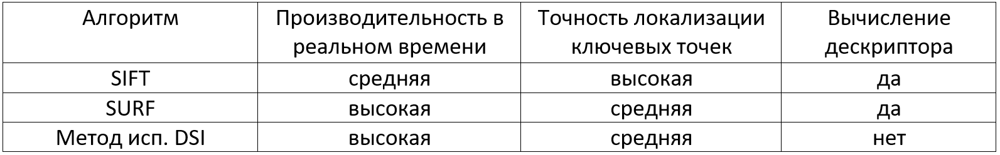 Алгоритм
Производительность в
реальном времени
Точность локализации
ключевых точек
Вычисление
дескриптора
SIFT
средняя
высокая
да
SURF
высокая
средняя
да
Метод исп. DSI
высокая
средняя
нет